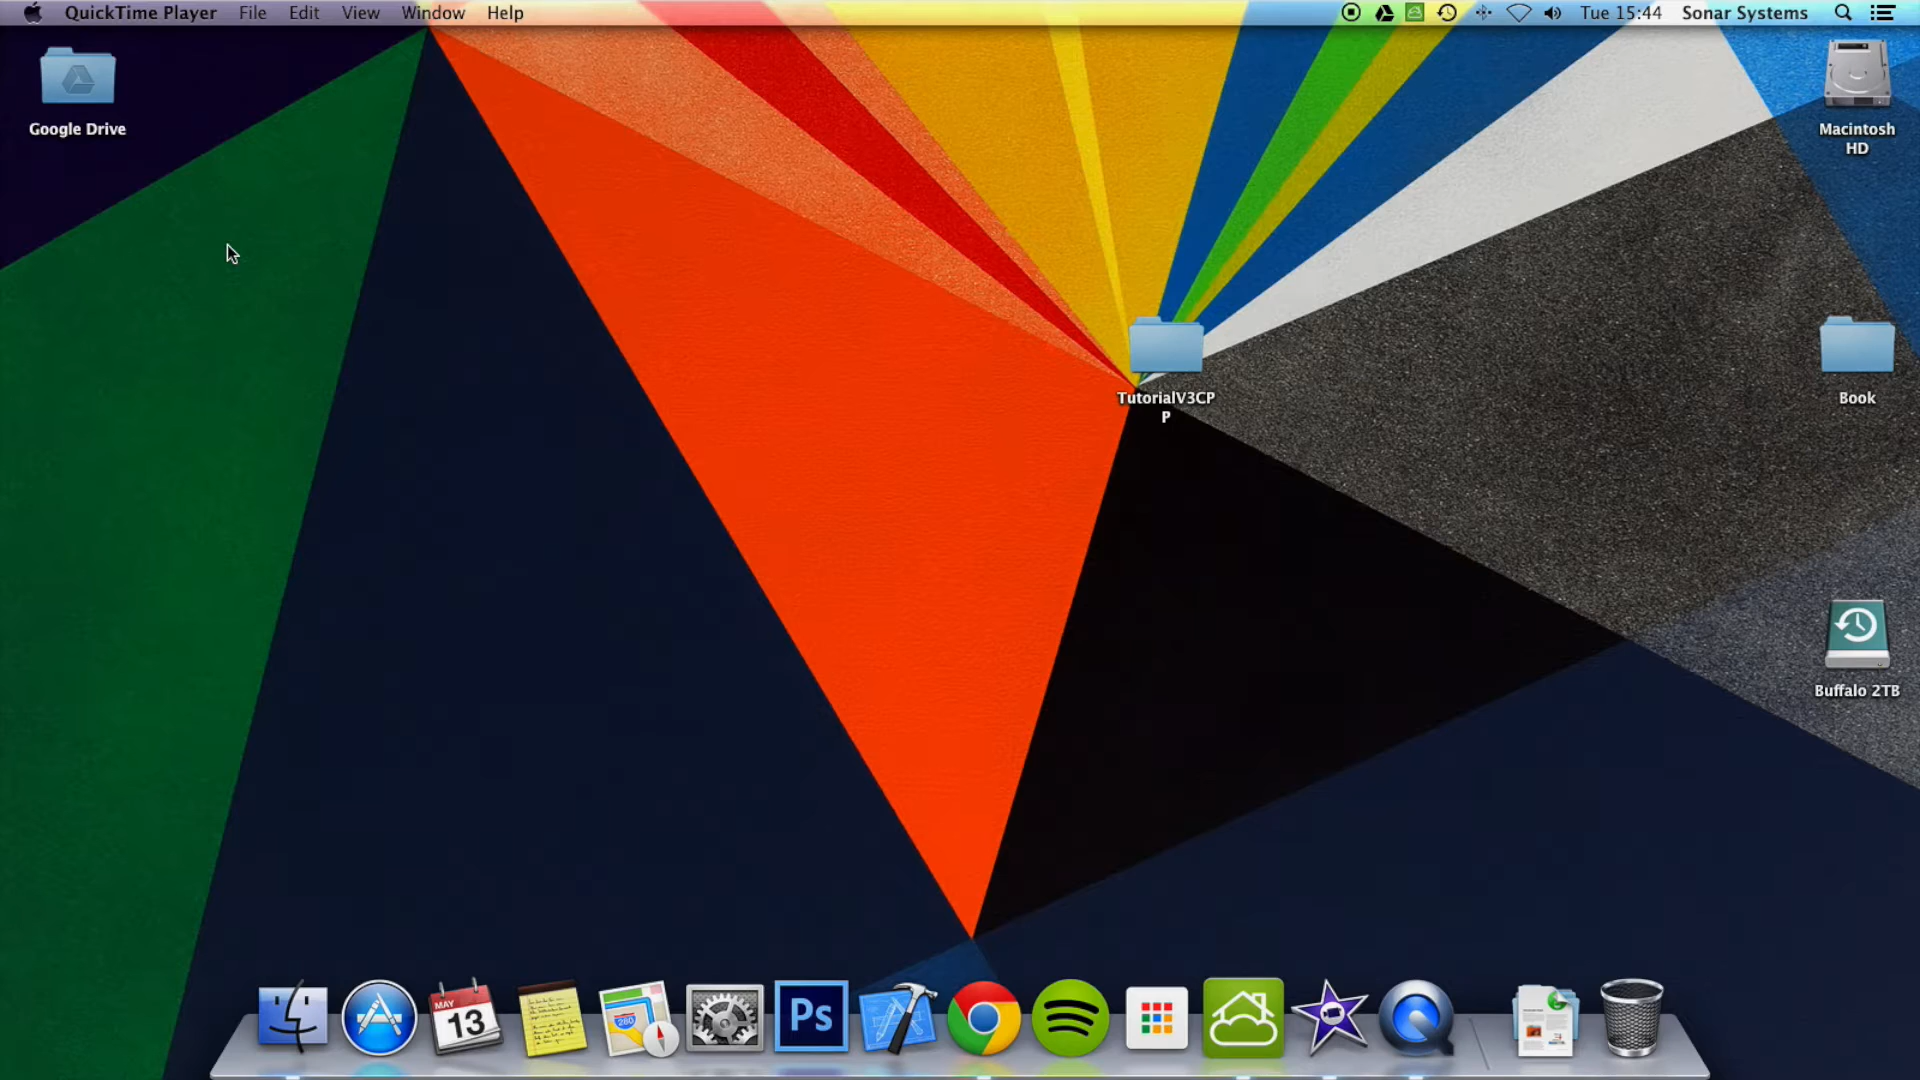 QuickTime Player File Edit View Window Help Tue 15:44 Sonar Systems
Google Drive
Macintosh
HD
TutorialV3CP
P
Book
Buffalo 2TB
MAY
13
280
Ps